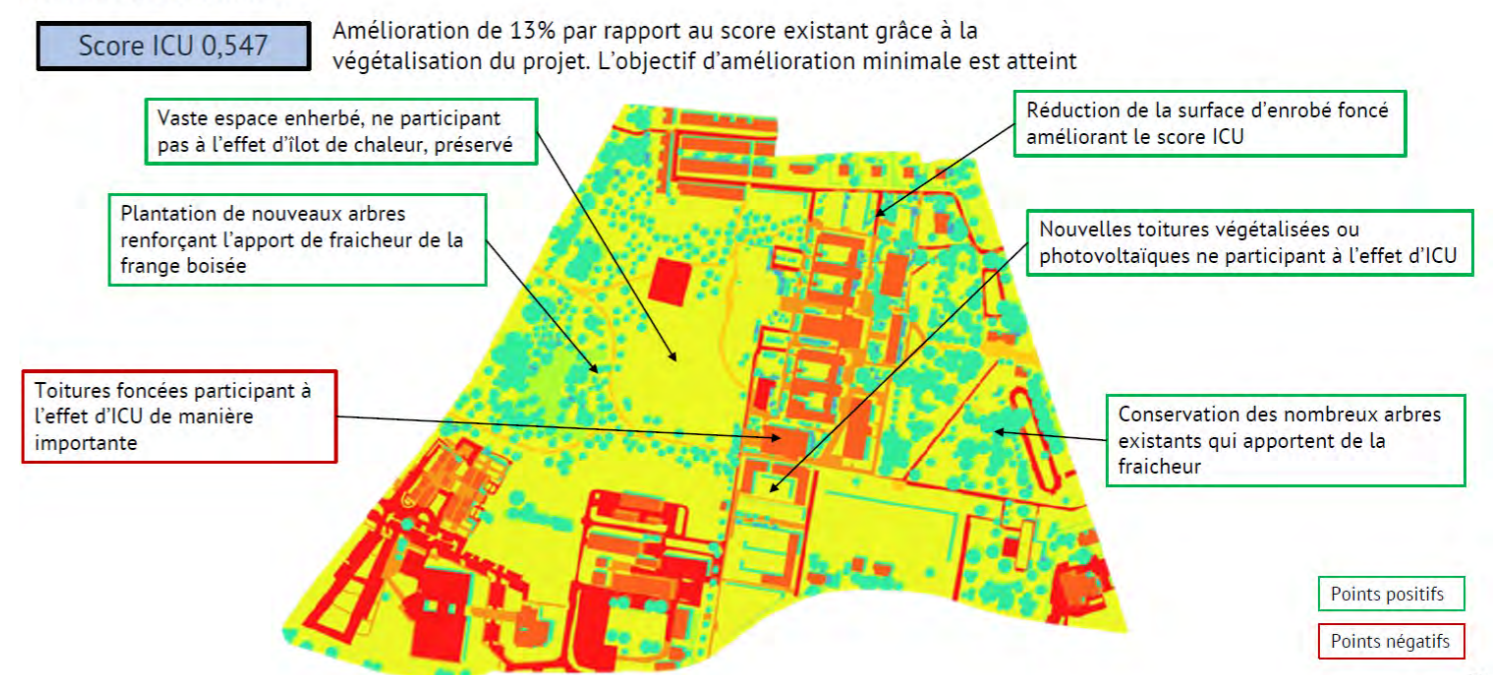 Score ICU 0,547
Amélioration de 13% par rapport au score existant grâce à la
végétalisation du projet. L'objectif d'amélioration minimale est atteint
Vaste espace enherbé, ne participant
pas à l'effet d'îlot de chaleur, préservé
Réduction de la surface d'enrobé foncé
améliorant le score ICU
Plantation de nouveaux arbres
renforçant l'apport de fraicheur de la
frange boisée
Nouvelles toitures végétalisées ou
photovoltaïques ne participant à l'effet d'ICU
Toitures foncées participant à
l'effet d'ICU de manière
importante
Conservation des nombreux arbres
existants qui apportent de la
fraicheur
Points positifs
Points négatifs